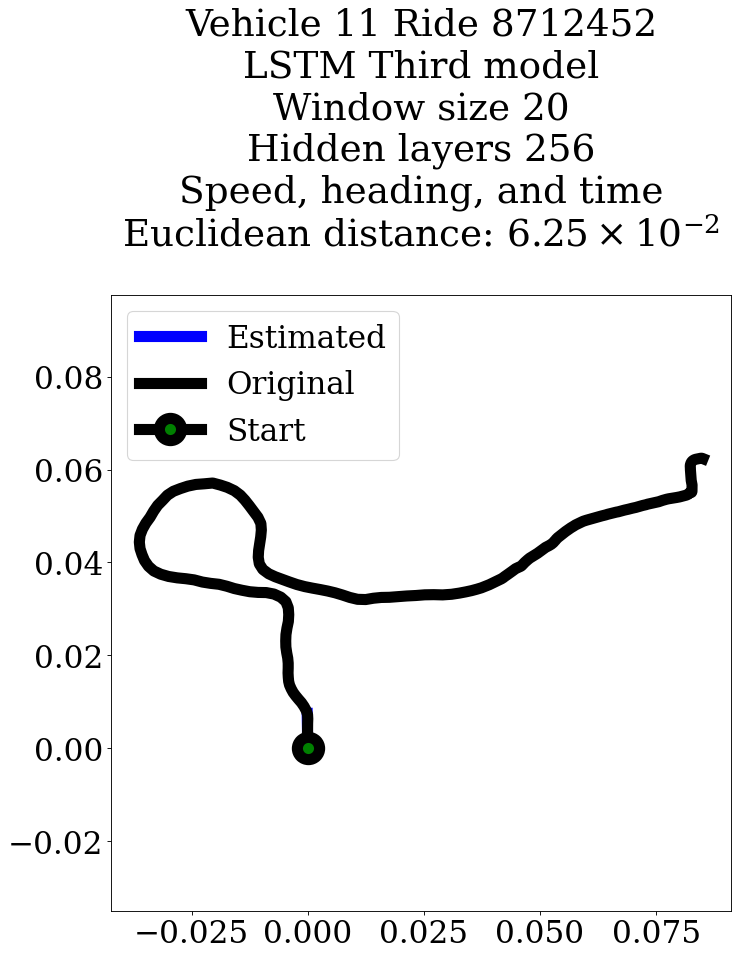 Vehicle 11 Ride 8712452
LSTM Third model
Window size 20
Hidden layers 256
Speed, heading, and time
Euclidean distance: 6.25 × 10⁻²
Estimated
Original
Start
0.08
0.06
0.04
0.02
0.00
−0.02
−0.025 0.000 0.025 0.050 0.075